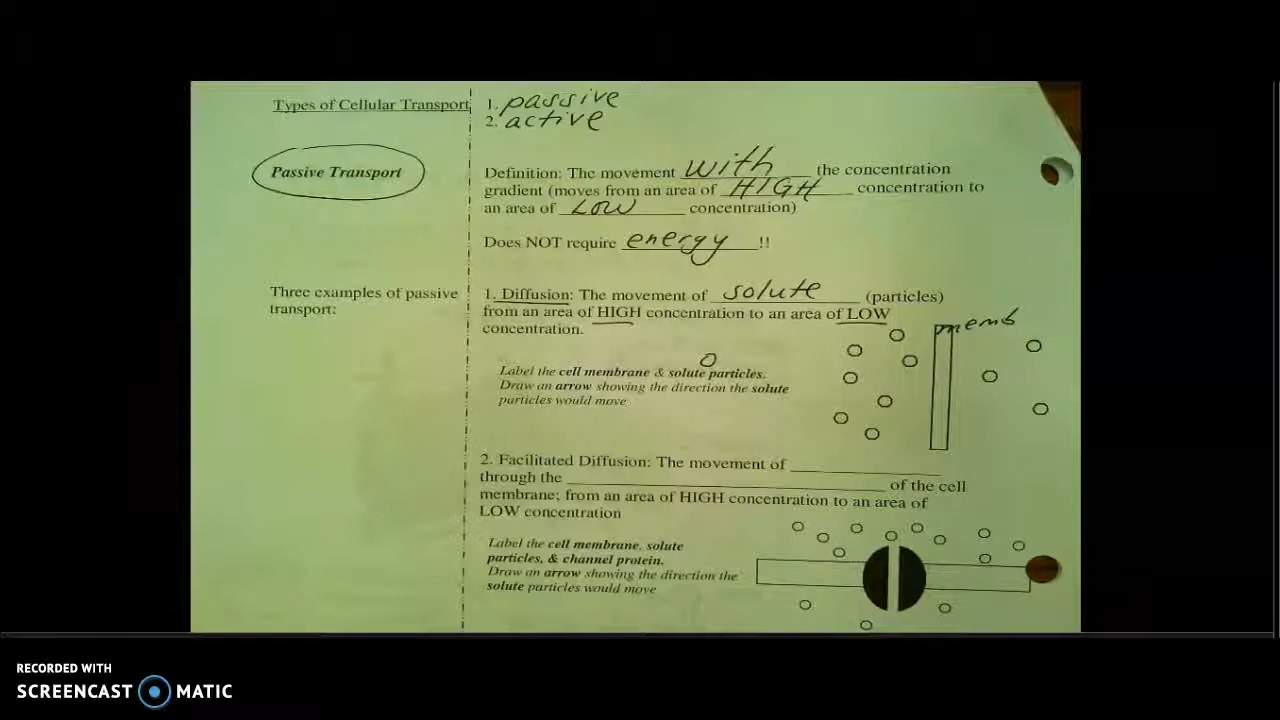 Types of Cellular Transport
1. passive
2. active
Passive Transport
Definition: The movement with the concentration
gradient (moves from an area of HIGH concentration to
an area of LOW concentration)
Does NOT require energy !!
Three examples of passive
transport:
1. Diffusion: The movement of solute (particles)
from an area of HIGH concentration to an area of LOW
concentration.
memb
Label the cell membrane & solute particles.
Draw an arrow showing the direction the solute
particles would move
2. Facilitated Diffusion: The movement of
through the of the cell
membrane; from an area of HIGH concentration to an area of
LOW concentration
Label the cell membrane, solute
particles, & channel protein.
Draw an arrow showing the direction the
solute particles would move
RECORDED WITH
SCREENCAST MATIC